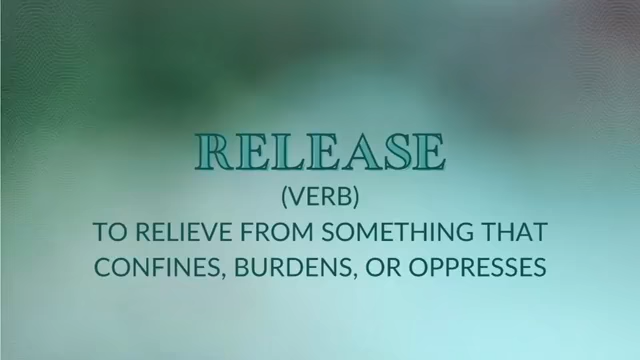 RELEASE
(VERB)
TO RELIEVE FROM SOMETHING THAT
CONFINES, BURDENS, OR OPPRESSES